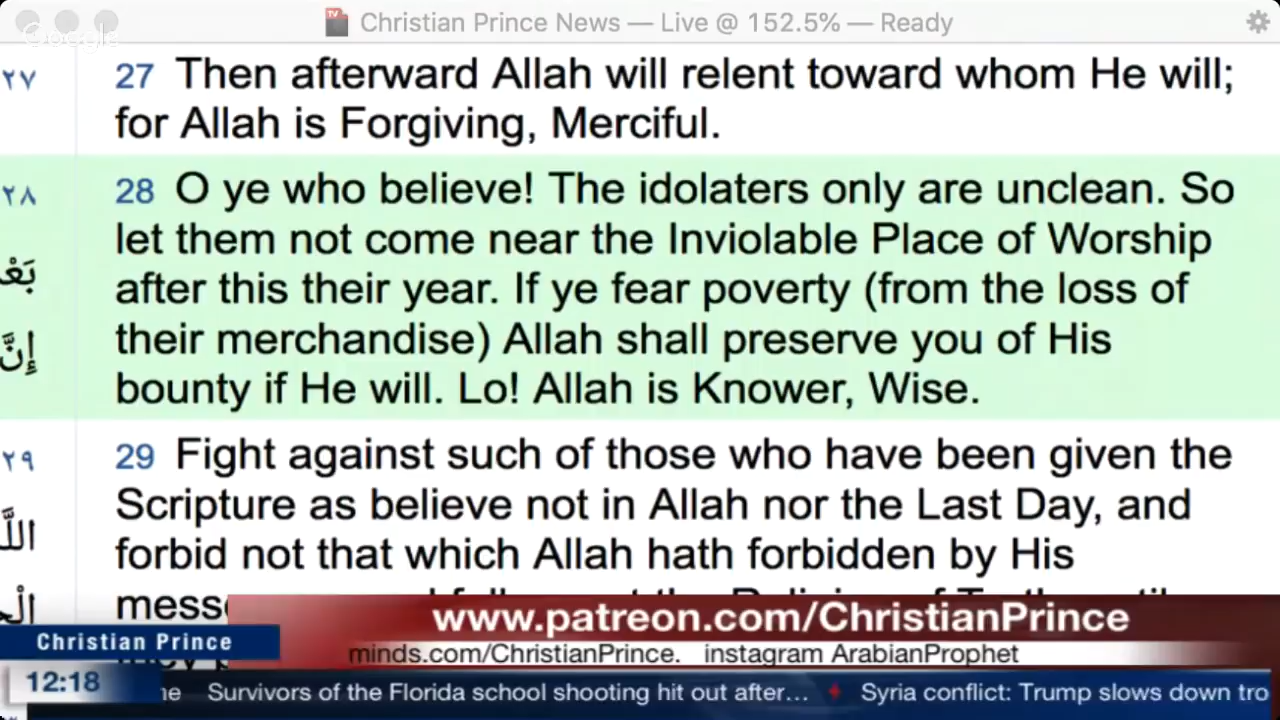 Christian Prince News — Live @ 152.5% — Ready
Google
٢٧
27 Then afterward Allah will relent toward whom He will;
for Allah is Forgiving, Merciful.
٢٨
28 O ye who believe! The idolaters only are unclean. So
let them not come near the Inviolable Place of Worship
بَعْ
after this their year. If ye fear poverty (from the loss of
إِنَّ
their merchandise) Allah shall preserve you of His
bounty if He will. Lo! Allah is Knower, Wise.
٢٩
29 Fight against such of those who have been given the
Scripture as believe not in Allah nor the Last Day, and
forbid not that which Allah hath forbidden by His
www.patreon.com/ChristianPrince
Christian Prince
minds.com/ChristianPrince. instagram ArabianProphet
12:18
Survivors of the Florida school shooting hit out after... Syria conflict: Trump slows down tro